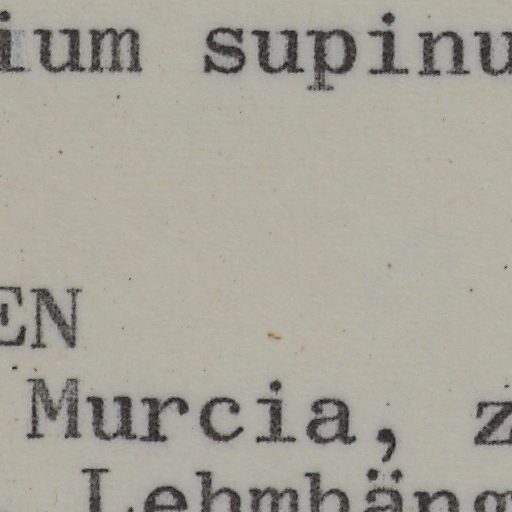 ium supinu
EN
Murcia, z
Lehmhäng